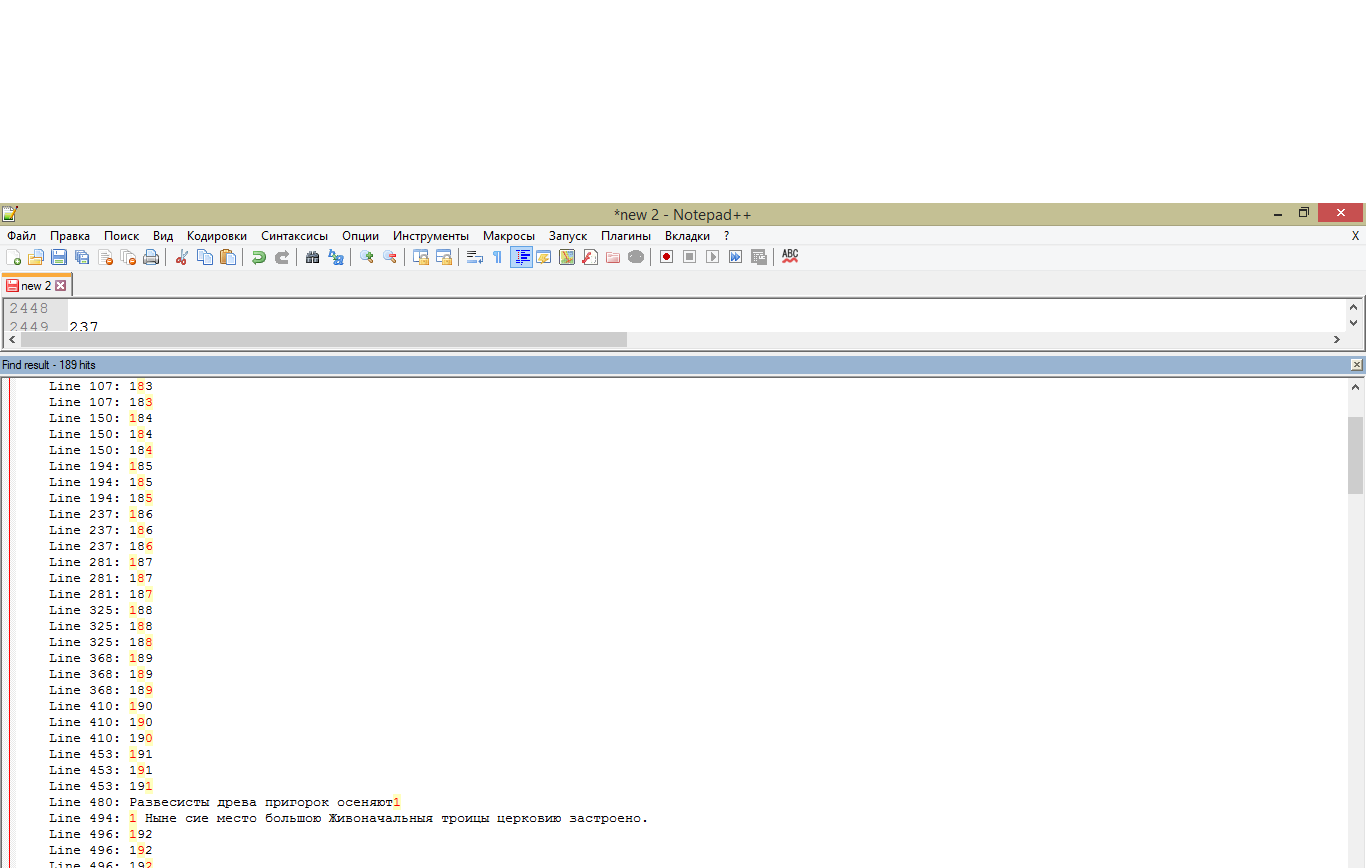 *new 2 - Notepad++
Файл Правка Поиск Вид Кодировки Синтаксисы Опции Инструменты Макросы Запуск Плагины Вкладки ? X
ABC
new 2
2448
2449 237
Find result - 189 hits
Line 107: 183
Line 107: 183
Line 150: 184
Line 150: 184
Line 150: 184
Line 194: 185
Line 194: 185
Line 194: 185
Line 237: 186
Line 237: 186
Line 237: 186
Line 281: 187
Line 281: 187
Line 281: 187
Line 325: 188
Line 325: 188
Line 325: 188
Line 368: 189
Line 368: 189
Line 368: 189
Line 410: 190
Line 410: 190
Line 410: 190
Line 453: 191
Line 453: 191
Line 453: 191
Line 480: Развесисты древа пригорок осеняют1
Line 494: 1 Ныне сие место большою Живоначальныя троицы церковию застроено.
Line 496: 192
Line 496: 192
Line 496: 192